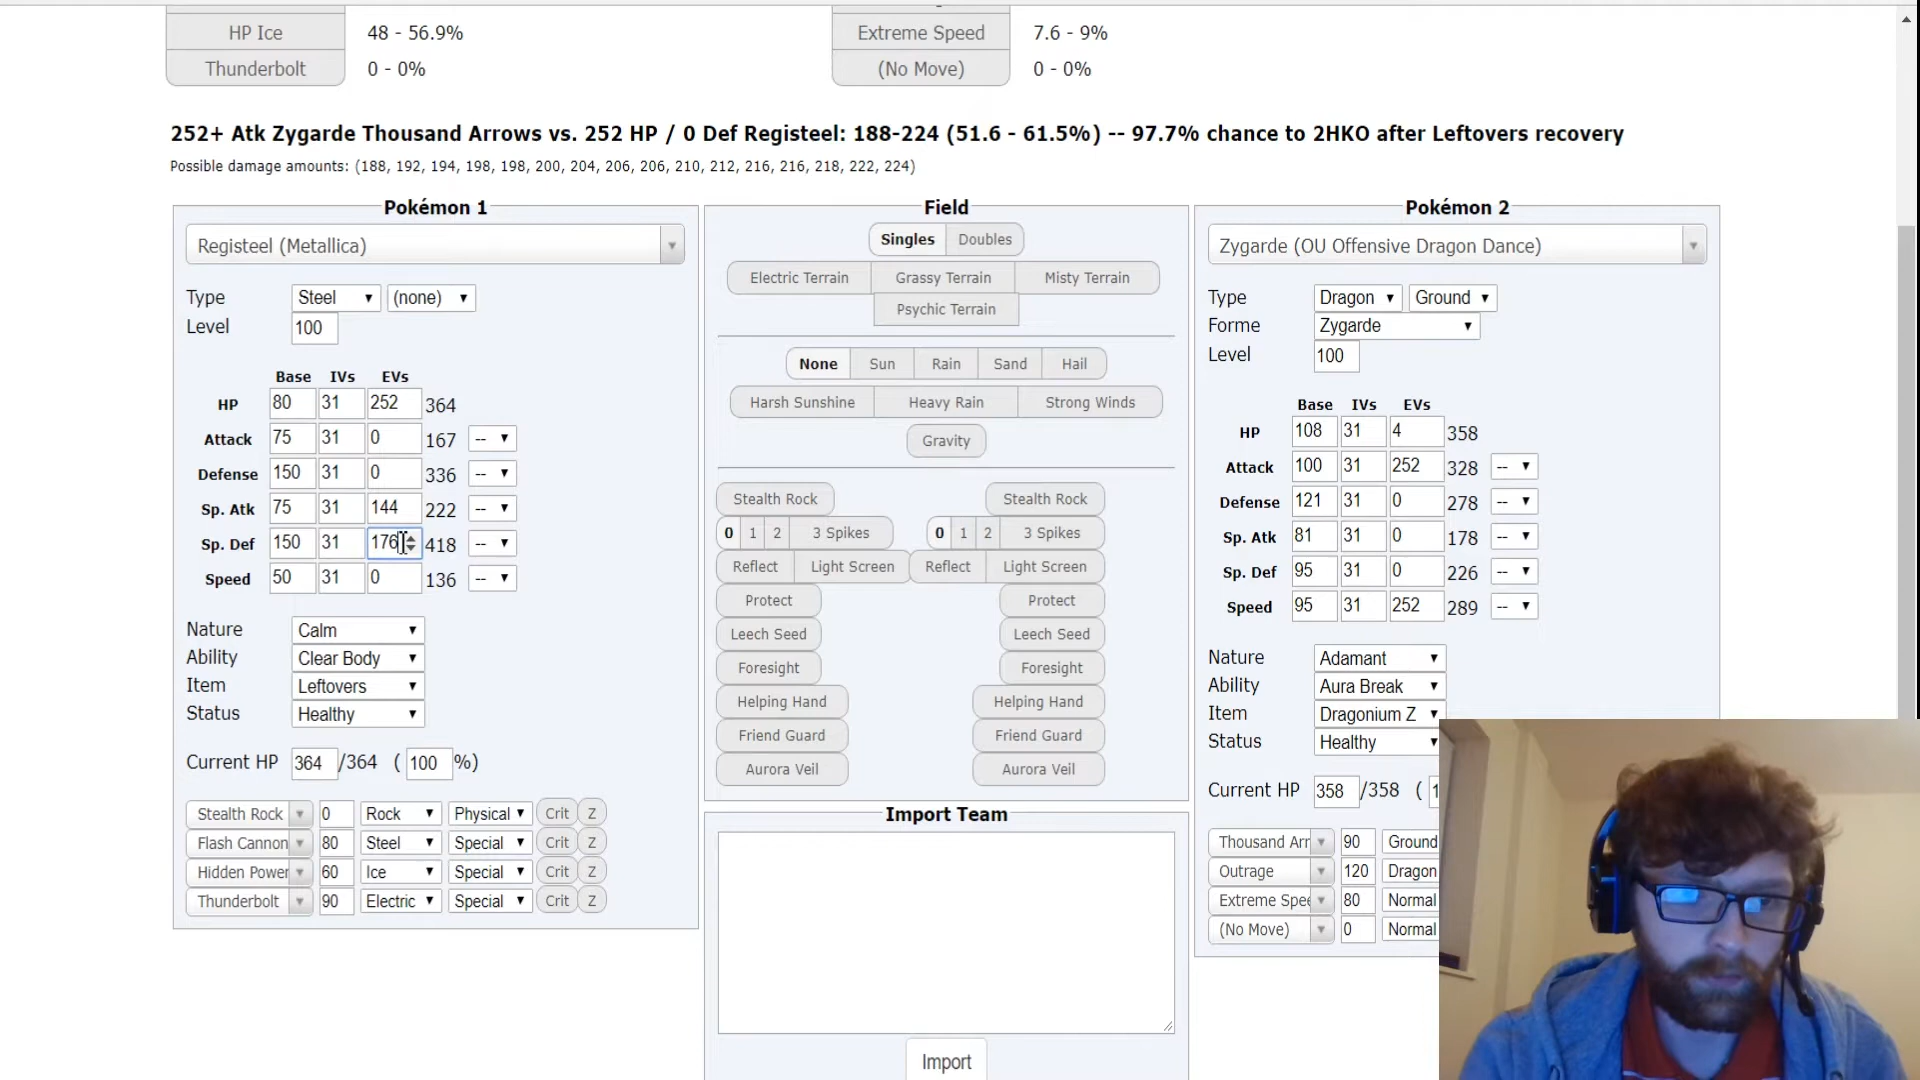 HP Ice 48 - 56.9% Extreme Speed 7.6 - 9%
Thunderbolt 0 - 0% (No Move) 0 - 0%
252+ Atk Zygarde Thousand Arrows vs. 252 HP / 0 Def Registeel: 188-224 (51.6 - 61.5%) -- 97.7% chance to 2HKO after Leftovers recovery
Possible damage amounts: (188, 192, 194, 198, 198, 200, 204, 206, 206, 210, 212, 216, 216, 218, 222, 224)
Pokémon 1
Registeel (Metallica)
Type Steel (none)
Level 100
Base IVs EVs
HP 80 31 252 364
Attack 75 31 0 167 --
Defense 150 31 0 336 --
Sp. Atk 75 31 144 222 --
Sp. Def 150 31 176 418 --
Speed 50 31 0 136 --
Nature Calm
Ability Clear Body
Item Leftovers
Status Healthy
Current HP 364 /364 ( 100 %)
Stealth Rock 0 Rock Physical Crit Z
Flash Cannon 80 Steel Special Crit Z
Hidden Power 60 Ice Special Crit Z
Thunderbolt 90 Electric Special Crit Z
Field
Singles Doubles
Electric Terrain Grassy Terrain Misty Terrain
Psychic Terrain
None Sun Rain Sand Hail
Harsh Sunshine Heavy Rain Strong Winds
Gravity
Stealth Rock Stealth Rock
0 1 2 3 Spikes 0 1 2 3 Spikes
Reflect Light Screen Reflect Light Screen
Protect Protect
Leech Seed Leech Seed
Foresight Foresight
Helping Hand Helping Hand
Friend Guard Friend Guard
Aurora Veil Aurora Veil
Import Team
Import
Pokémon 2
Zygarde (OU Offensive Dragon Dance)
Type Dragon Ground
Forme Zygarde
Level 100
Base IVs EVs
HP 108 31 4 358
Attack 100 31 252 328 --
Defense 121 31 0 278 --
Sp. Atk 81 31 0 178 --
Sp. Def 95 31 0 226 --
Speed 95 31 252 289 --
Nature Adamant
Ability Aura Break
Item Dragonium Z
Status Healthy
Current HP 358 /358 ( 1
Thousand Arr 90 Ground
Outrage 120 Dragon
Extreme Spee 80 Normal
(No Move) 0 Normal